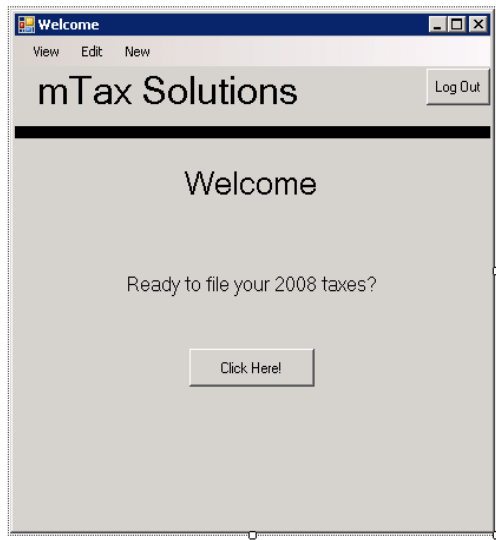 Welcome
View Edit New
mTax Solutions
Log Out
Welcome
Ready to file your 2008 taxes?
Click Here!